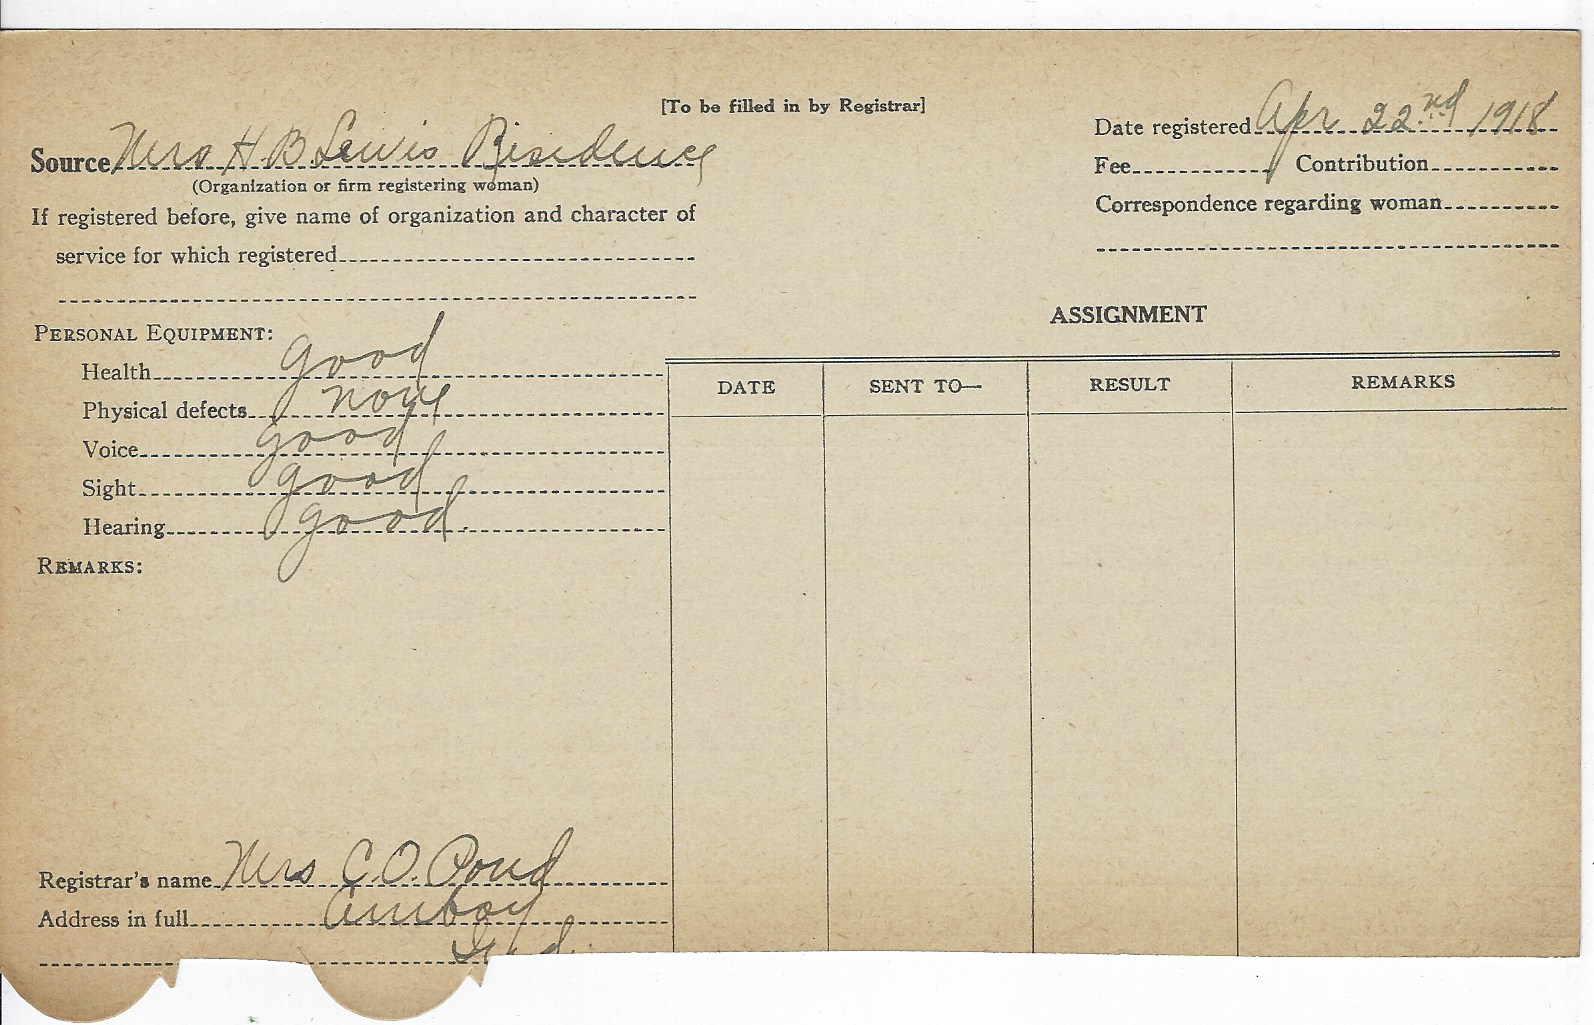 [To be filled in by Registrar]
Date registered Apr 22nd 1918
Source Mrs H. B. Lewis Residence
(Organization or firm registering woman)
Fee Contribution
Correspondence regarding woman
If registered before, give name of organization and character of
service for which registered
ASSIGNMENT
PERSONAL EQUIPMENT:
Health good
Physical defects none
Voice good
Sight good
Hearing good.
REMARKS:
DATE SENT TO— RESULT REMARKS
Registrar's name Mrs C. O. Pond
Address in full Amboy
Ind.